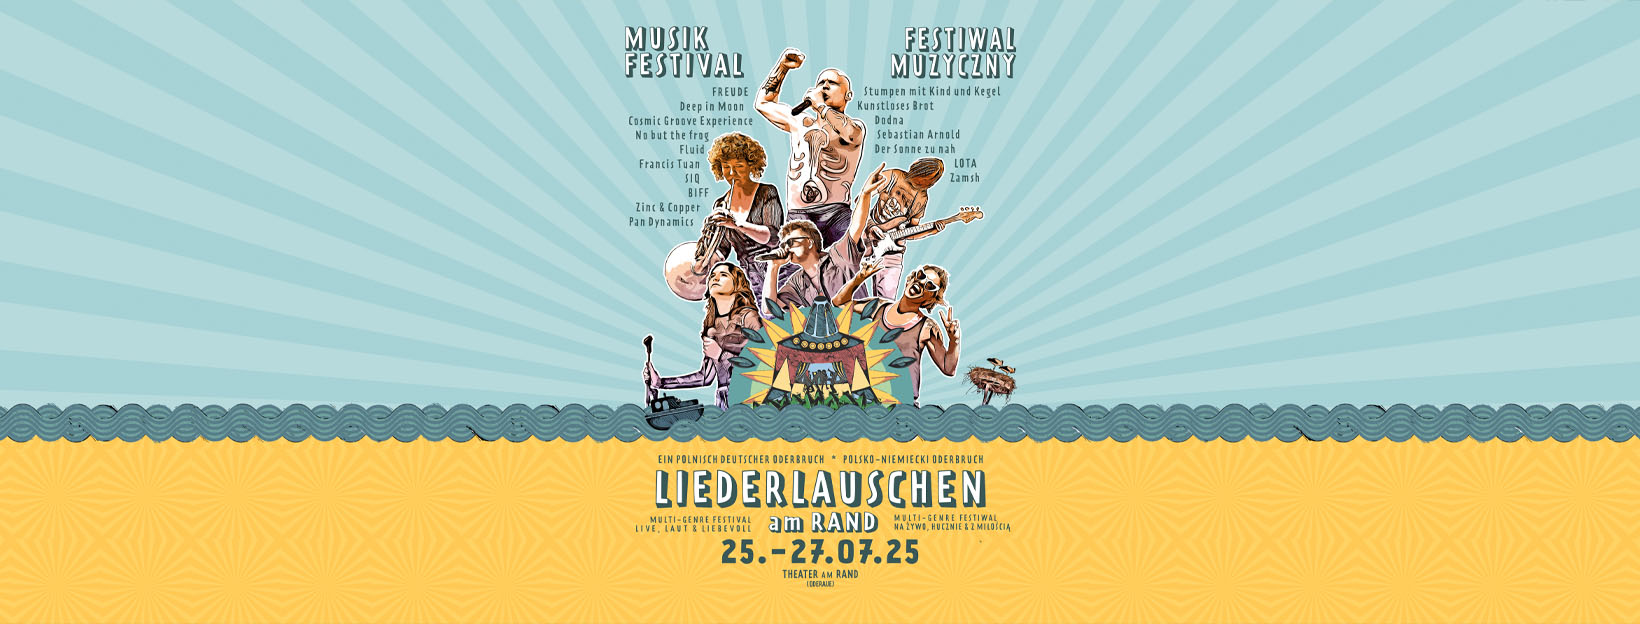 MUSIK
FESTIVAL
FREUDE
Deep in Moon
Cosmic Groove Experience
No but the frog
Fluid
Francis Tuan
SIQ
BIFF
Zinc & Copper
Pan Dynamics
FESTIWAL
MUZYCZNY
Stumpen mit Kind und Kegel
Kunstloses Brot
Dodna
Sebastian Arnold
Der Sonne zu nah
LOTA
Zamsh
EIN POLNISCH DEUTSCHER ODERBRUCH * POLSKO-NIEMIECKI ODERBRUCH
LIEDERLAUSCHEN
am RAND
MULTI-GENRE FESTIVAL
LIVE, LAUT & LIEBEVOLL
MULTI-GENRE FESTIWAL
NA ŻYWO, HUCZNIE & Z MIŁOŚCIĄ
25.-27.07.25
THEATER AM RAND
(ODERAUE)